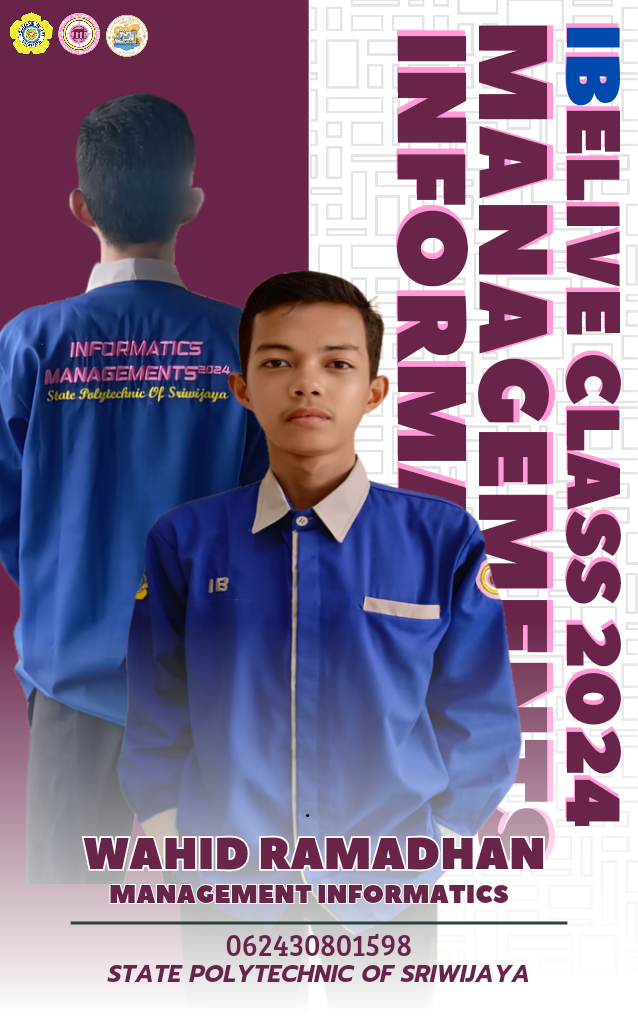 IBELIVE CLASS 2024
MANAGEMENTS
INFORMA
INFORMATICS
MANAGEMENTS2024
State Polytechnic Of Sriwijaya
IB
WAHID RAMADHAN
MANAGEMENT INFORMATICS
062430801598
STATE POLYTECHNIC OF SRIWIJAYA